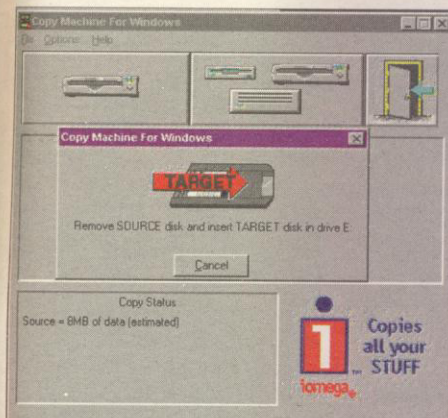 Copy Machine For Windows
File Options Help
Copy Machine For Windows
TARGET
Remove SOURCE disk and insert TARGET disk in drive E.
Cancel
Copy Status
Source = 8MB of data (estimated)
Copies
all your
STUFF
iomega